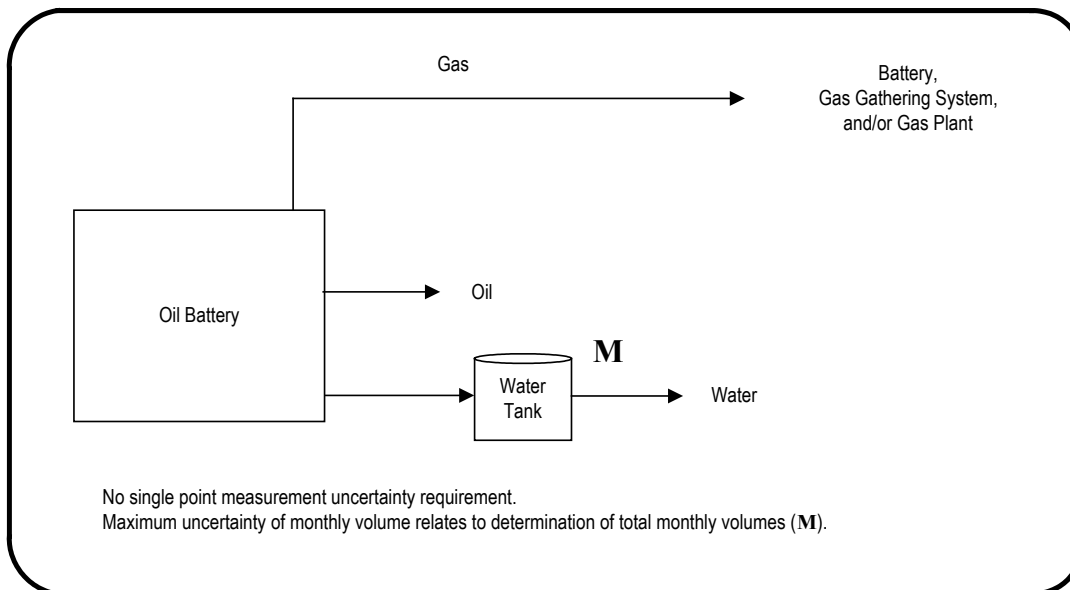 Gas
Battery,
Gas Gathering System,
and/or Gas Plant
Oil Battery
Oil
M
Water
Tank
Water
No single point measurement uncertainty requirement.
Maximum uncertainty of monthly volume relates to determination of total monthly volumes (M).